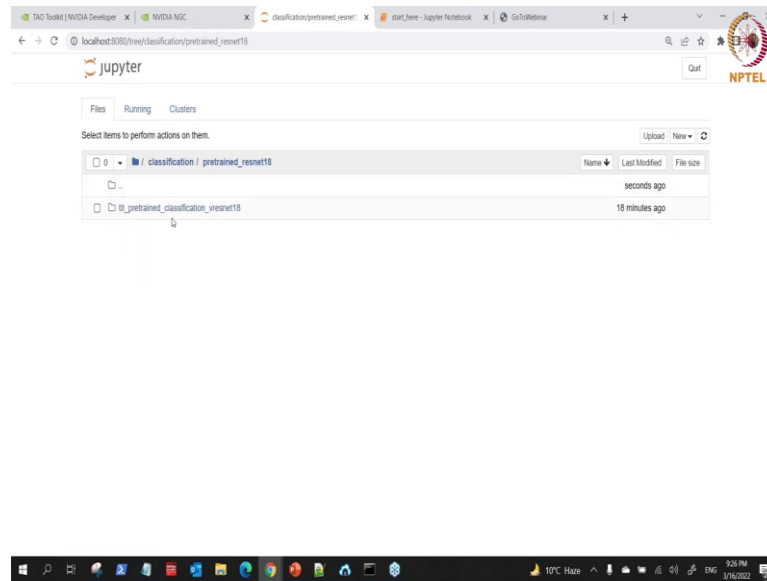 TAO Toolkit | NVIDIA Developer NVIDIA NGC classification/pretrained_resnet1 start_here - Jupyter Notebook GoToWebinar
localhost:8080/tree/classification/pretrained_resnet18
jupyter Quit
NPTEL
Files Running Clusters
Select items to perform actions on them. Upload New
0 / classification / pretrained_resnet18 Name Last Modified File size
.. seconds ago
tlt_pretrained_classification_vresnet18 18 minutes ago
10°C Haze ENG 9:26 PM
3/16/2022